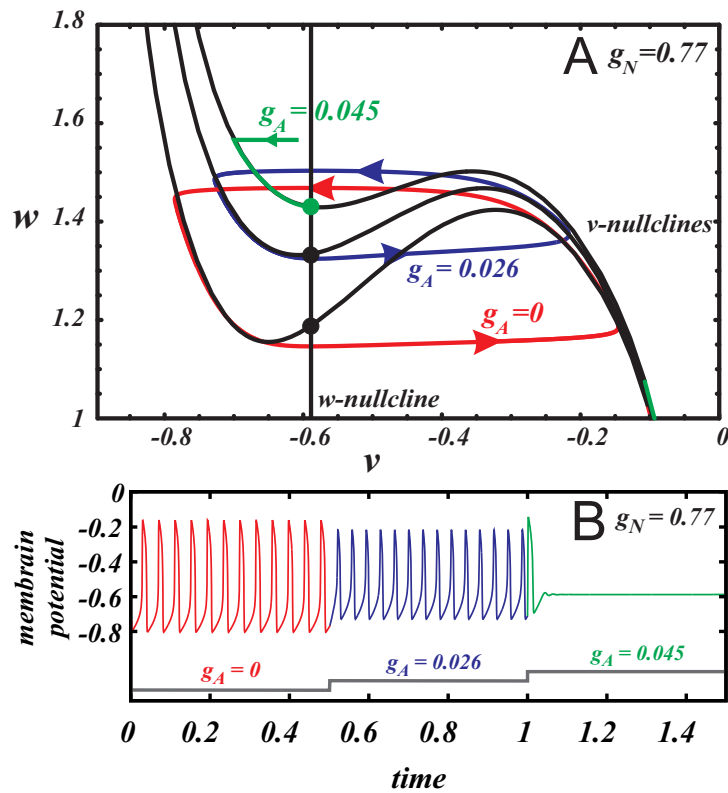 A g_N = 0.77
1.8
1.6
1.4
1.2
1
w
g_A = 0.045
v-nullclines
g_A = 0.026
g_A = 0
w-nullcline
-0.8 -0.6 -0.4 -0.2 0
v
B g_N = 0.77
0
-0.2
-0.4
-0.6
-0.8
membrain
potential
g_A = 0 g_A = 0.026 g_A = 0.045
0 0.2 0.4 0.6 0.8 1 1.2 1.4
time